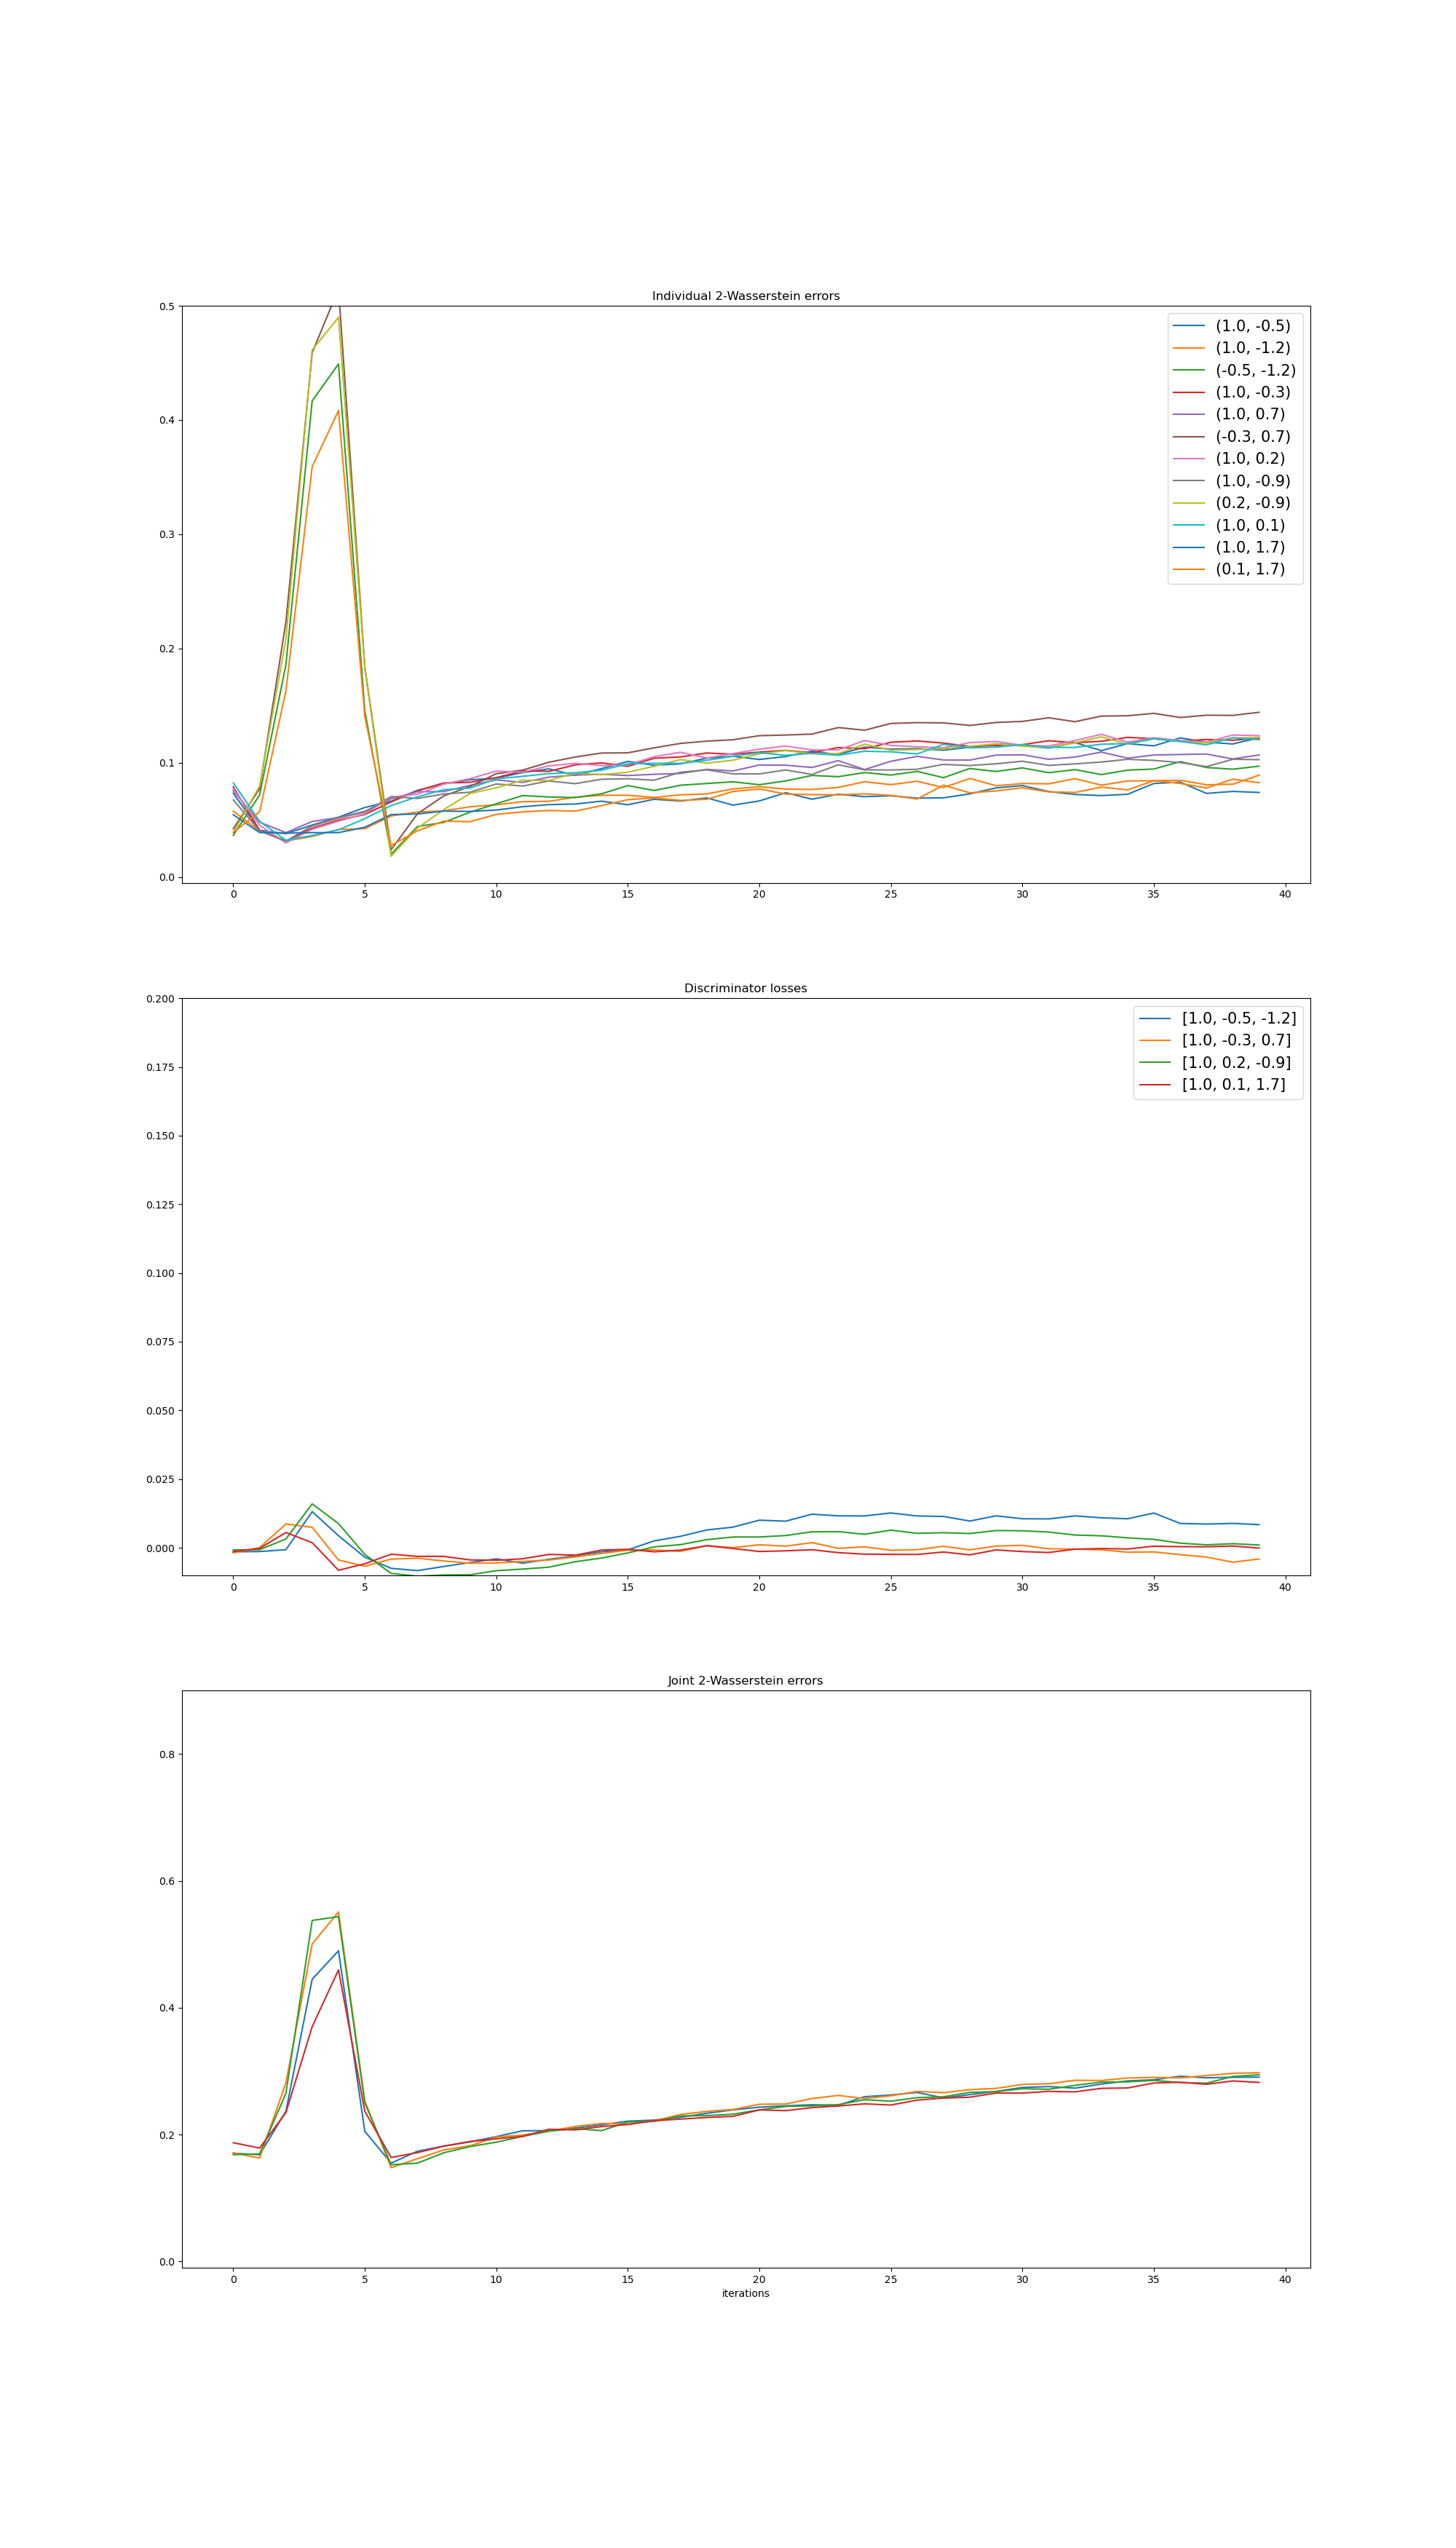 Individual 2-Wasserstein errors
0.5
0.4
0.3
0.2
0.1
0.0
(1.0, -0.5)
(1.0, -1.2)
(-0.5, -1.2)
(1.0, -0.3)
(1.0, 0.7)
(-0.3, 0.7)
(1.0, 0.2)
(1.0, -0.9)
(0.2, -0.9)
(1.0, 0.1)
(1.0, 1.7)
(0.1, 1.7)
0 5 10 15 20 25 30 35 40
Discriminator losses
0.200
0.175
0.150
0.125
0.100
0.075
0.050
0.025
0.000
[1.0, -0.5, -1.2]
[1.0, -0.3, 0.7]
[1.0, 0.2, -0.9]
[1.0, 0.1, 1.7]
0 5 10 15 20 25 30 35 40
Joint 2-Wasserstein errors
0.8
0.6
0.4
0.2
0.0
0 5 10 15 20 25 30 35 40
iterations